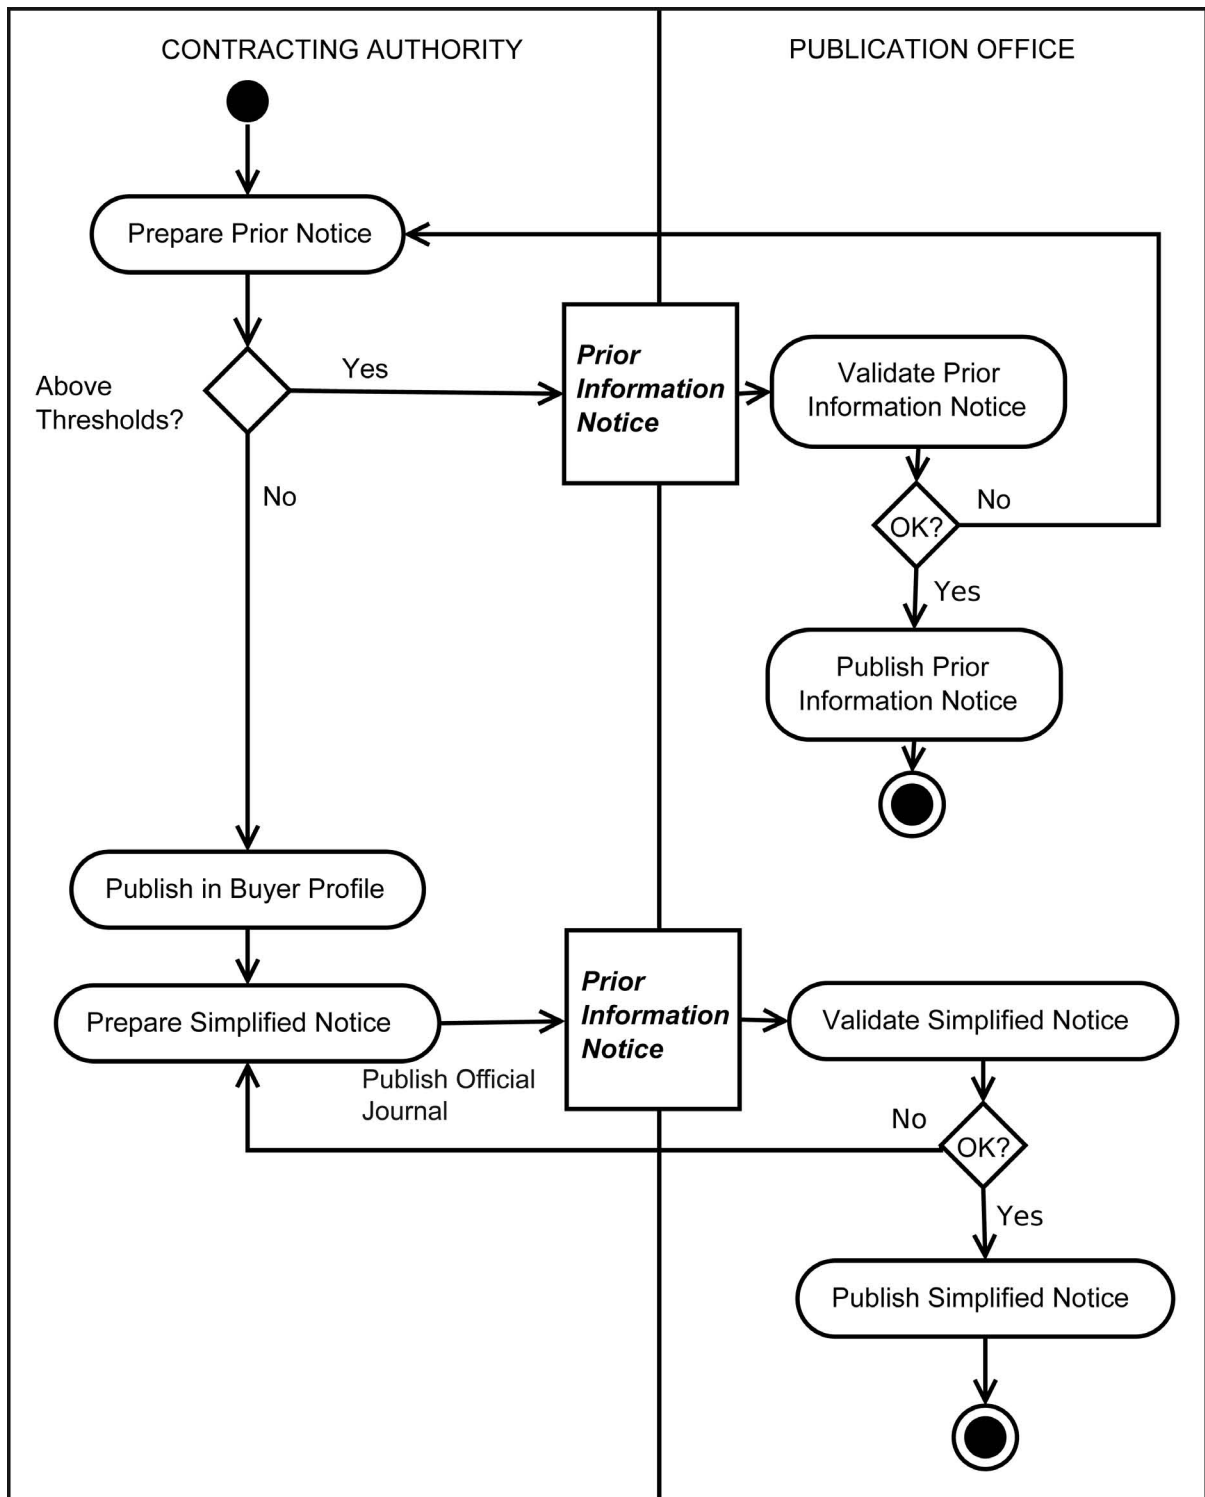 CONTRACTING AUTHORITY
PUBLICATION OFFICE
Prepare Prior Notice
Above
Thresholds?
Yes
No
Prior
Information
Notice
Validate Prior
Information Notice
OK?
No
Yes
Publish Prior
Information Notice
Publish in Buyer Profile
Prepare Simplified Notice
Publish Official
Journal
Prior
Information
Notice
Validate Simplified Notice
No
OK?
Yes
Publish Simplified Notice